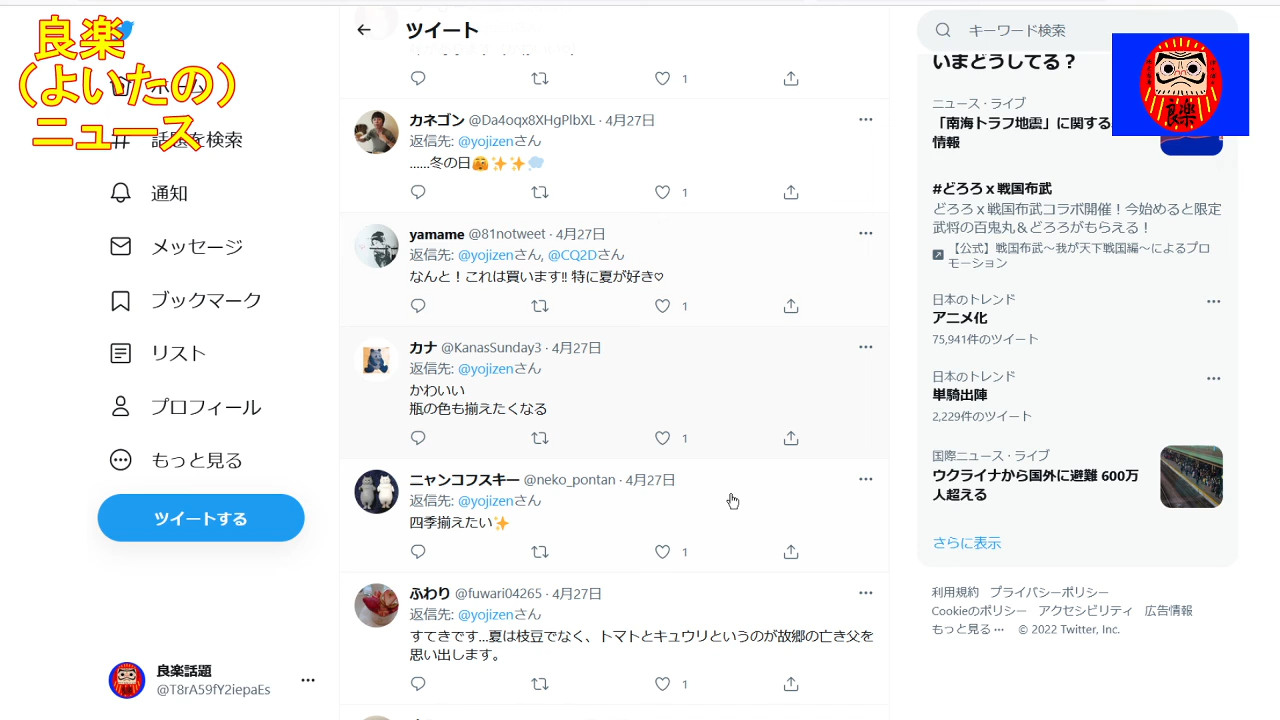 良楽
（よいたの）
ニュース
話題を検索
通知
メッセージ
ブックマーク
リスト
プロフィール
もっと見る
ツイートする
良楽話題
@T8rA59fY2iepaEs
ツイート
1
カネゴン @Da4oqx8XHgPlbXL · 4月27日
返信先: @yojizenさん
......冬の日🫣✨✨💭
1
yamame @81notweet · 4月27日
返信先: @yojizenさん, @CQ2Dさん
なんと！これは買います‼ 特に夏が好き♡
1
カナ @KanasSunday3 · 4月27日
返信先: @yojizenさん
かわいい
瓶の色も揃えたくなる
1
ニャンコフスキー @neko_pontan · 4月27日
返信先: @yojizenさん
四季揃えたい✨
1
ふわり @fuwari04265 · 4月27日
返信先: @yojizenさん
すてきです...夏は枝豆でなく、トマトとキュウリというのが故郷の亡き父を
思い出します。
1
キーワード検索
いまどうしてる？
良楽
ニュース · ライブ
「南海トラフ地震」に関する
情報
#どろろｘ戦国布武
どろろｘ戦国布武コラボ開催！今始めると限定
武将の百鬼丸＆どろろがもらえる！
【公式】戦国布武～我が天下戦国編～によるプロ
モーション
日本のトレンド
アニメ化
75,941件のツイート
日本のトレンド
単騎出陣
2,229件のツイート
国際ニュース · ライブ
ウクライナから国外に避難 600万
人超える
さらに表示
利用規約 プライバシーポリシー
Cookieのポリシー アクセシビリティ 広告情報
もっと見る ··· © 2022 Twitter, Inc.